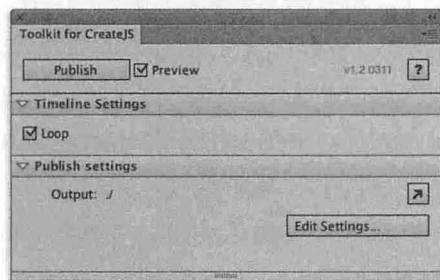 Toolkit for CreateJS
Publish
Preview
v1.2.0311
?
Timeline Settings
Loop
Publish settings
Output: ./
Edit Settings...